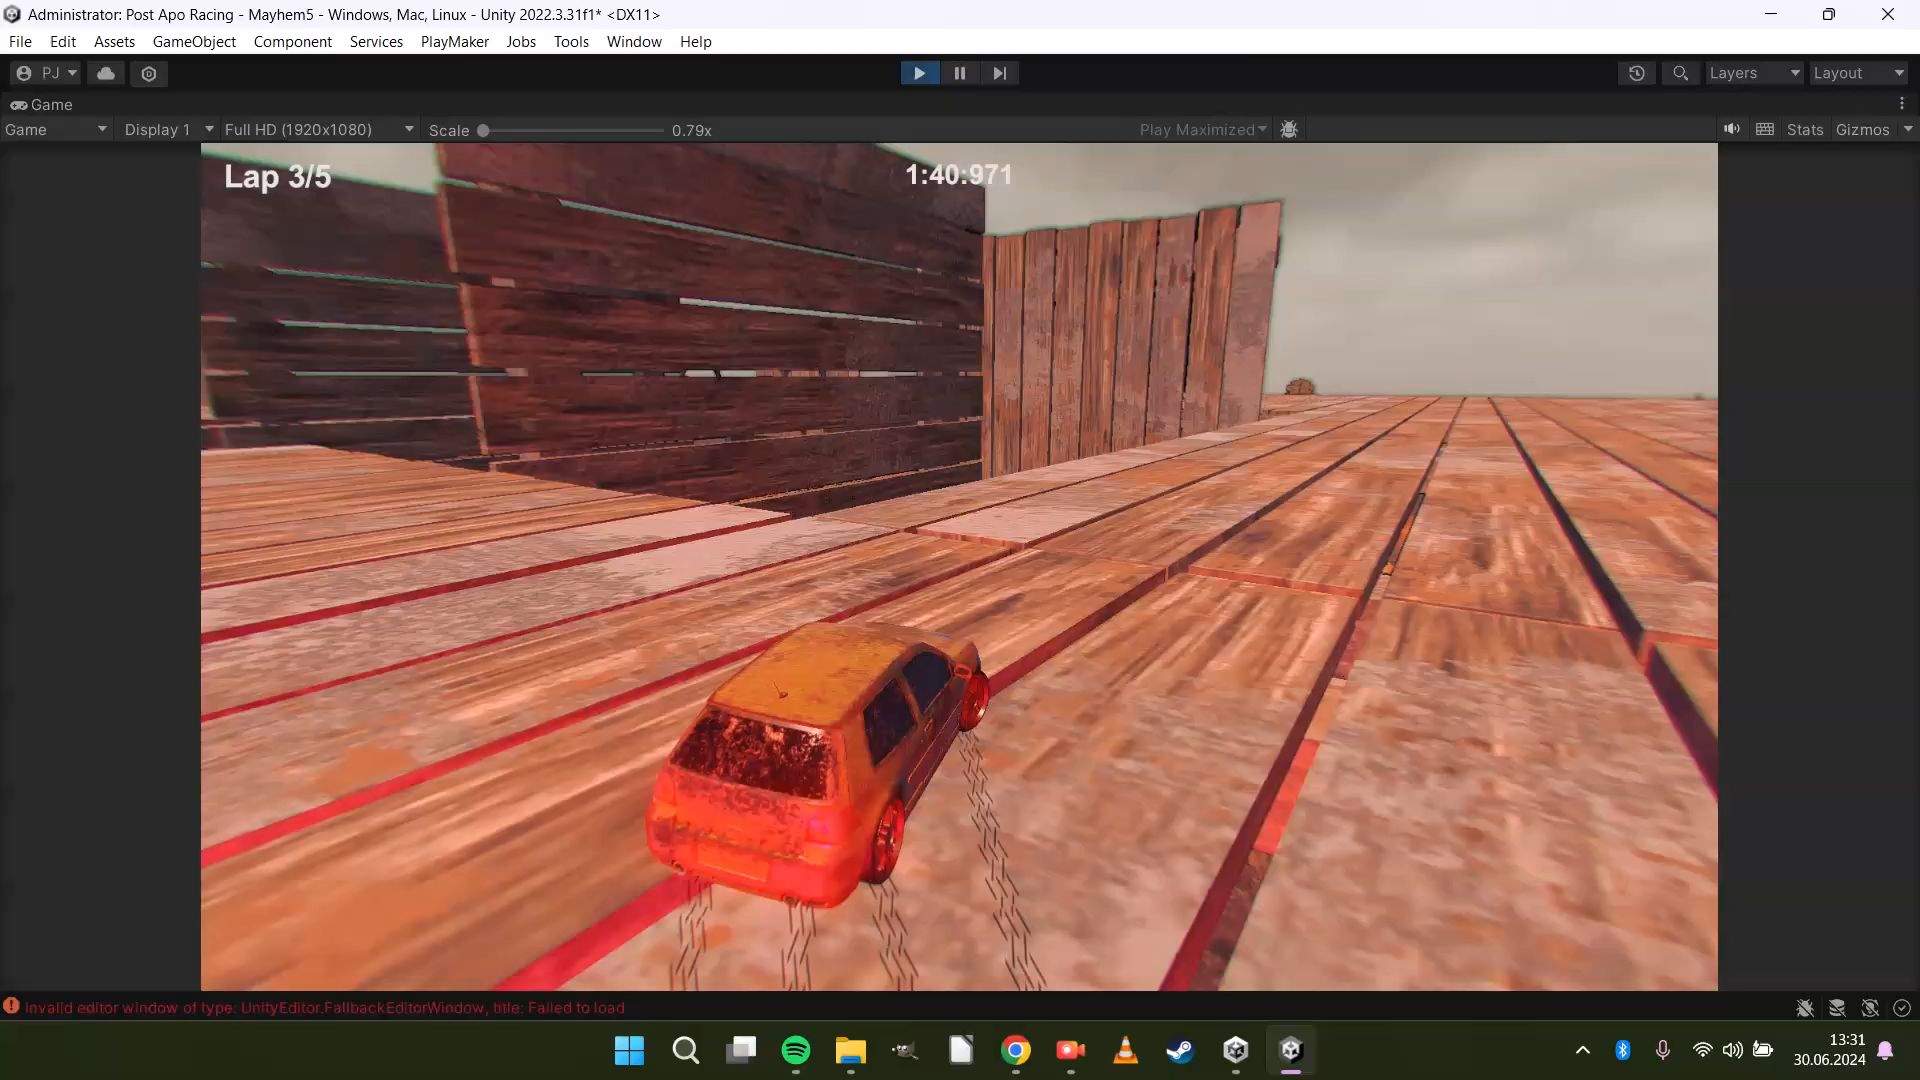 Administrator: Post Apo Racing - Mayhem5 - Windows, Mac, Linux - Unity 2022.3.31f1* <DX11>
File Edit Assets GameObject Component Services PlayMaker Jobs Tools Window Help
PJ Layers Layout
Game
Game Display 1 Full HD (1920x1080) Scale 0.79x Play Maximized Stats Gizmos
Lap 3/5 1:40:971
Invalid editor window of type: UnityEditor.FallbackEditorWindow, title: Failed to load
13:31
30.06.2024